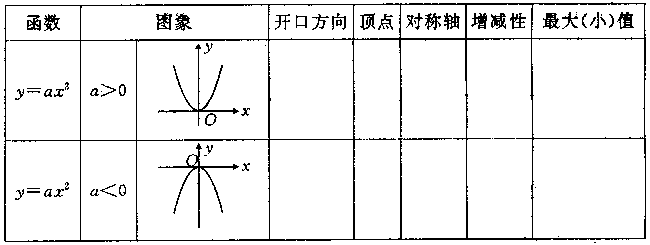 函数 图象 开口方向 顶点 对称轴 增减性 最大(小)值
y=ax² a>0 y O x
y=ax² a<0 y O x